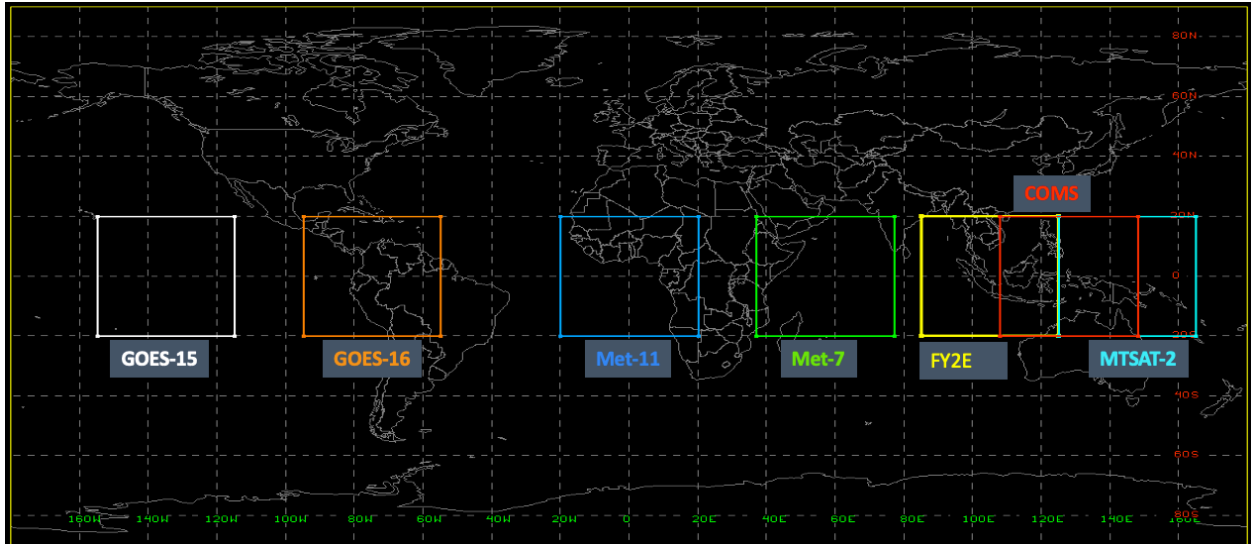 80N
60N
40N
COMS
20N
0
20S
GOES-15 GOES-16 Met-11 Met-7 FY2E MTSAT-2
40S
60S
80S
160W 140W 120W 100W 80W 60W 40W 20W 0 20E 40E 60E 80E 100E 120E 140E 160E